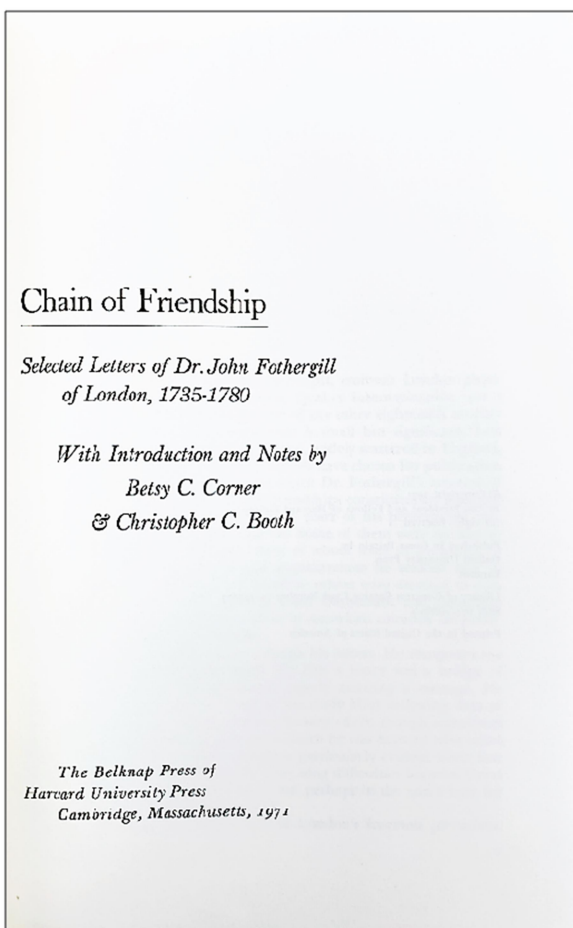 Chain of Friendship
Selected Letters of Dr. John Fothergill
of London, 1735-1780
With Introduction and Notes by
Betsy C. Corner
& Christopher C. Booth
The Belknap Press of
Harvard University Press
Cambridge, Massachusetts, 1971